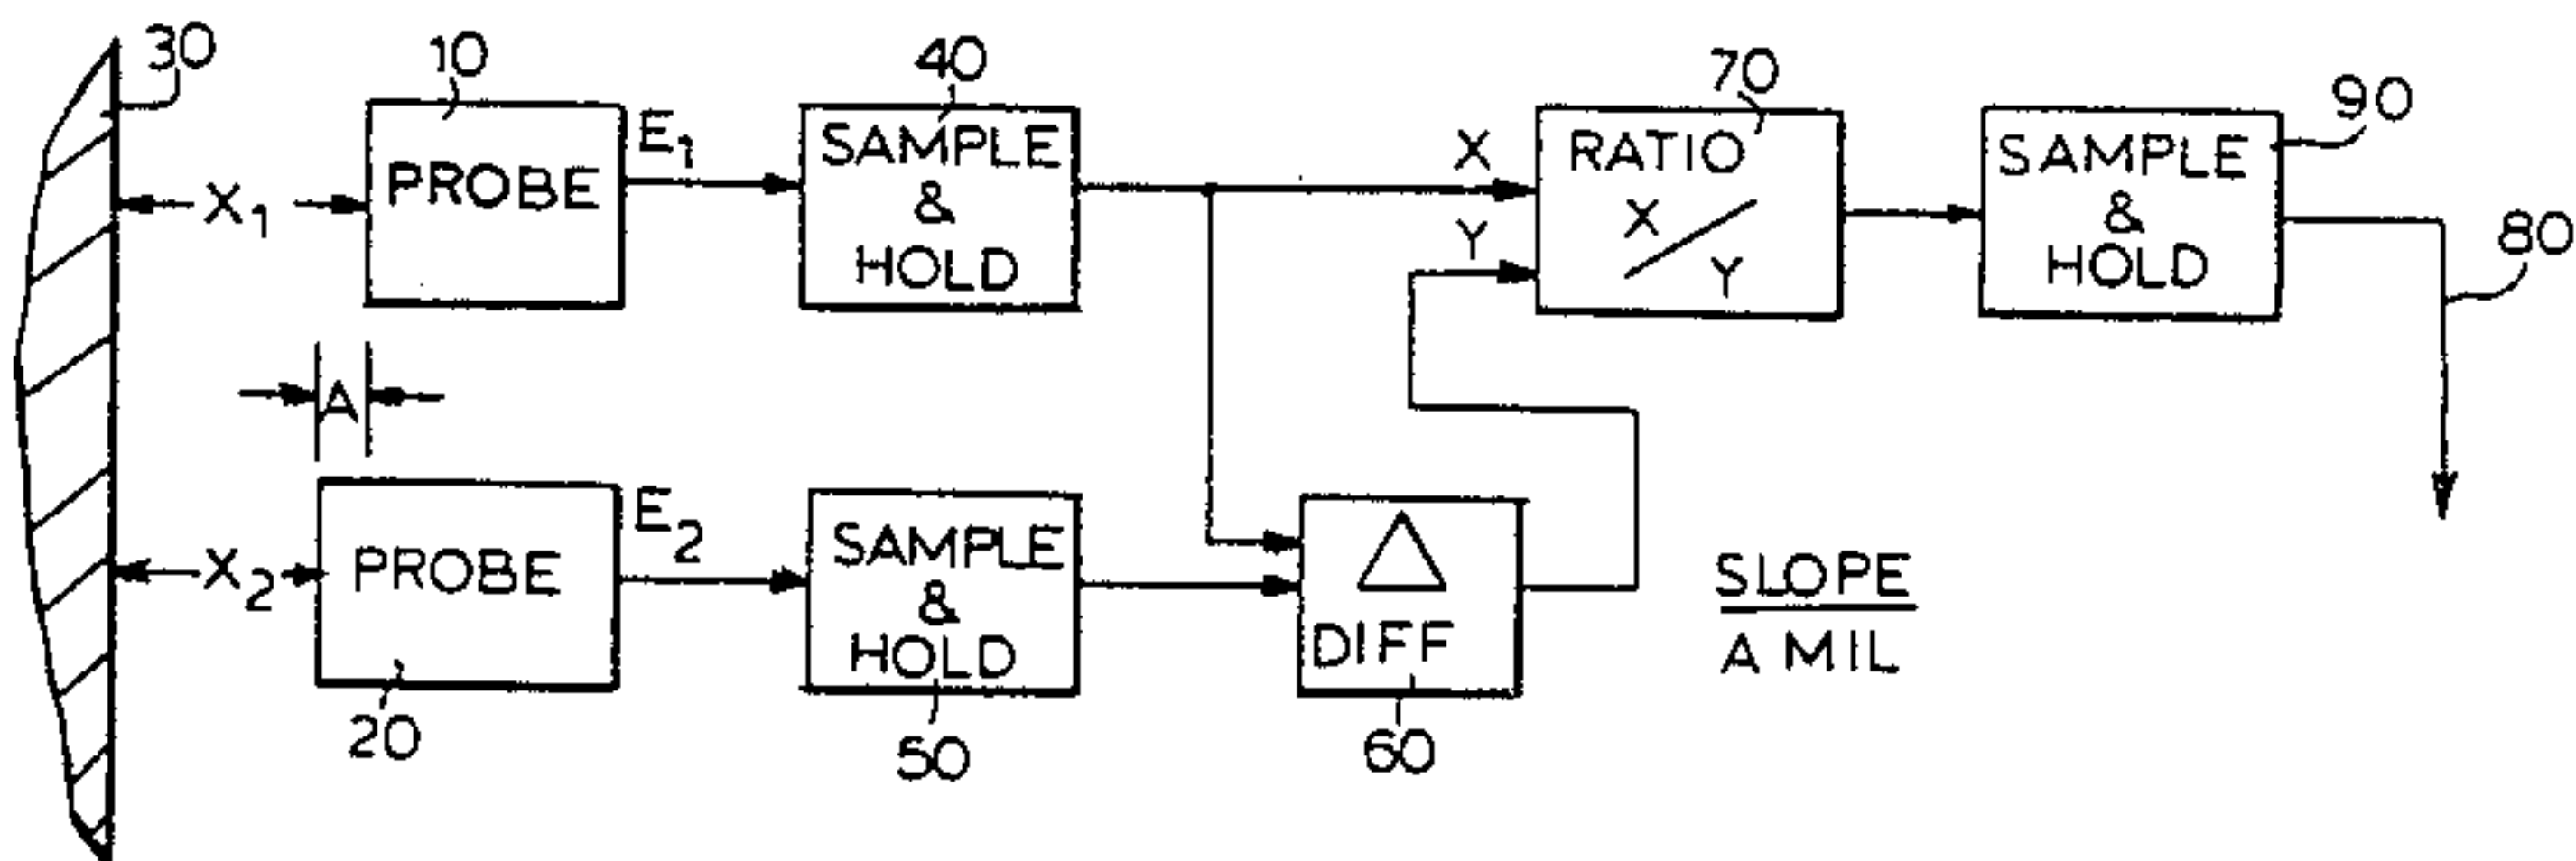 30
10
40
70
90
80
X₁
PROBE
E₁
SAMPLE
&
HOLD
X
Y
RATIO
X/Y
SAMPLE
&
HOLD
A
X₂
PROBE
20
E₂
SAMPLE
&
HOLD
50
△
DIFF
60
SLOPE
A MIL